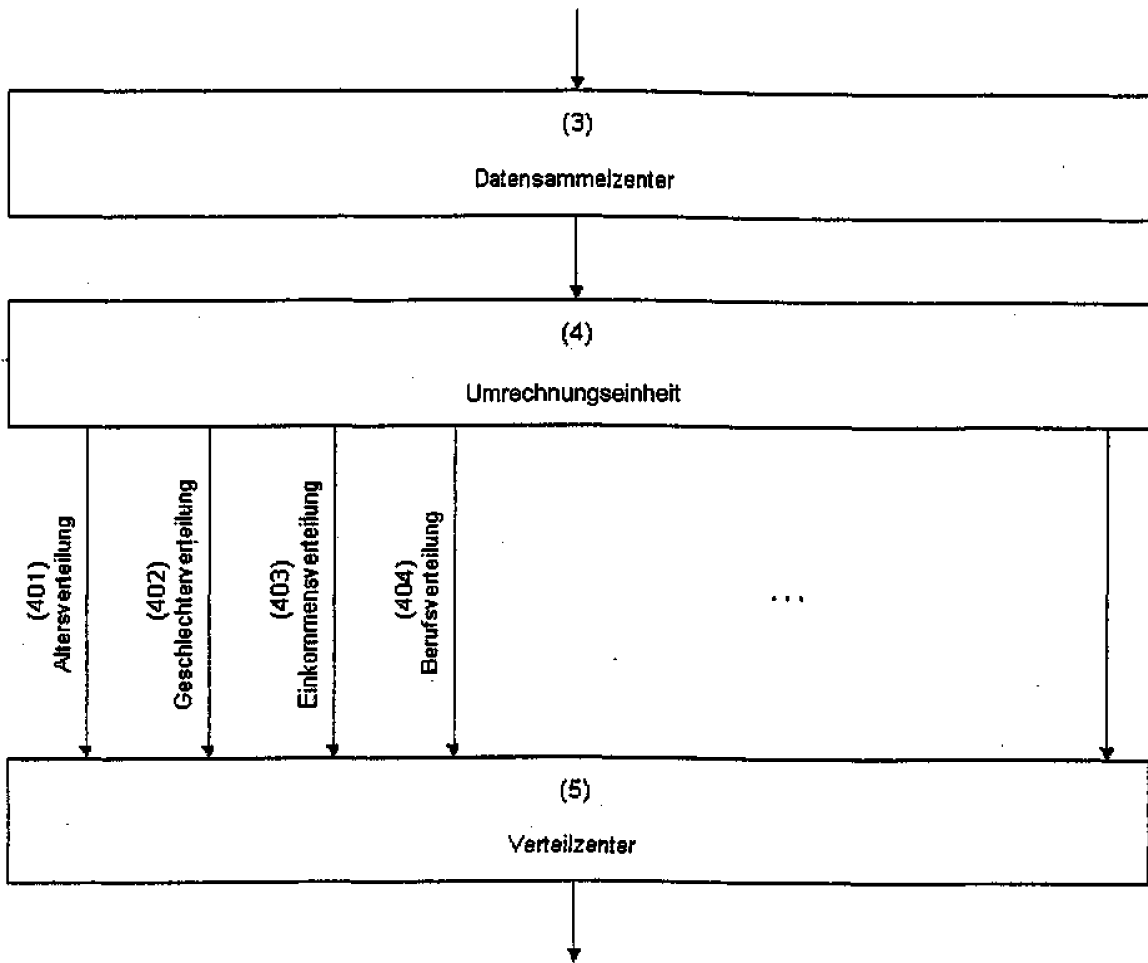 (3)
Datensammelzenter
(4)
Umrechnungseinheit
(401)
Altersverteilung
(402)
Geschlechterverteilung
(403)
Einkommensverteilung
(404)
Berufsverteilung
...
(5)
Verteilzenter